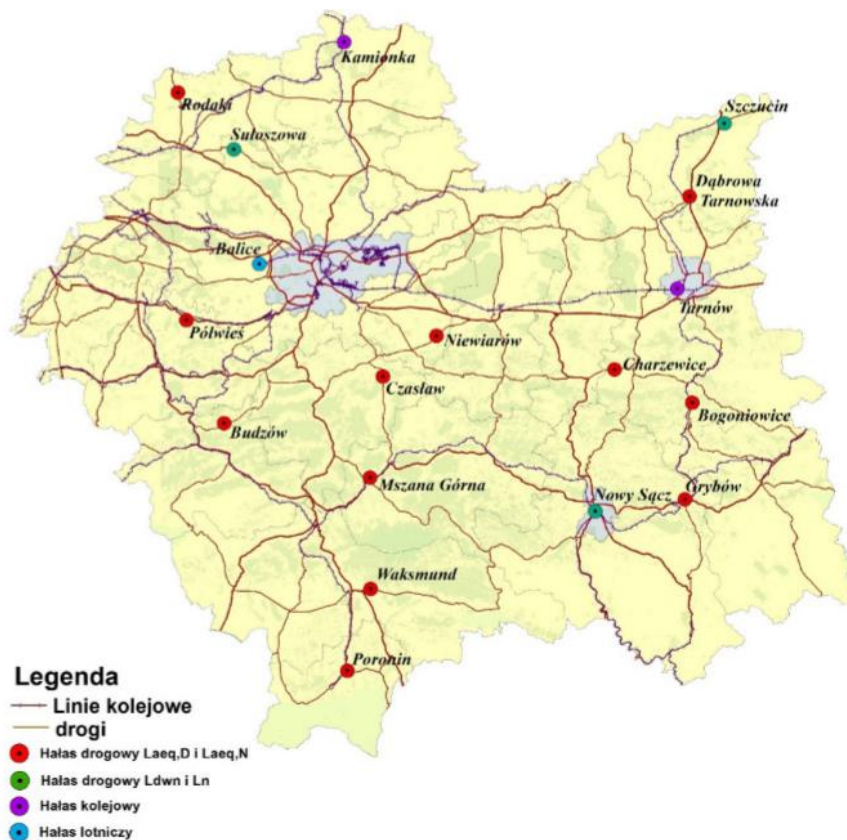 Kamionka
Rodaki
Szczucin
Sułoszowa
Dąbrowa
Tarnowska
Balice
Tarnów
Półwieś
Niewiarów
Charzewice
Czasław
Bogoniowice
Budzów
Mszana Górna
Nowy Sącz
Grybów
Waksmund
Poronin
Legenda
Linie kolejowe
drogi
Hałas drogowy Laeq,D i Laeq,N
Hałas drogowy Ldwn i Ln
Hałas kolejowy
Hałas lotniczy